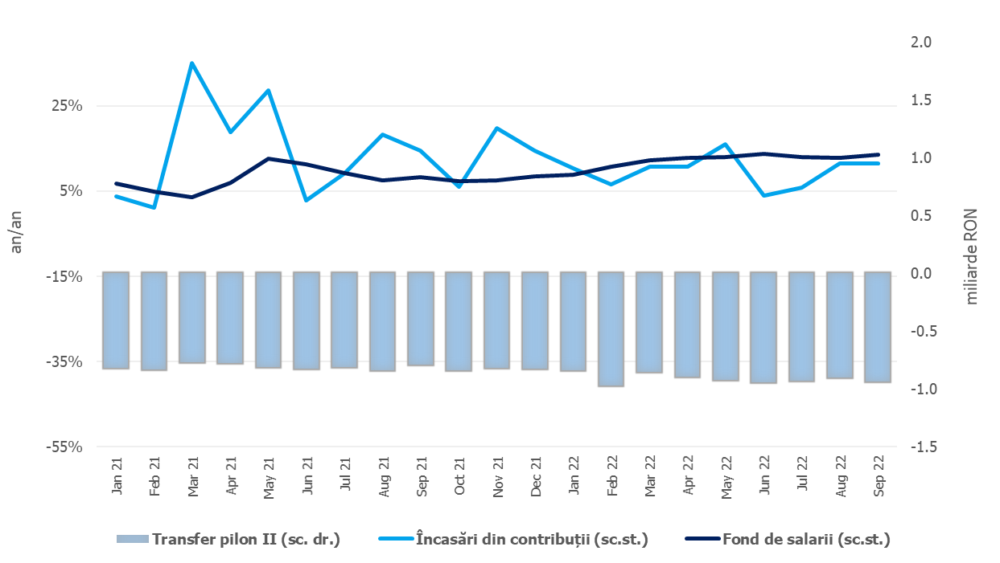 2.0
1.5
1.0
0.5
0.0
-0.5
-1.0
-1.5
25%
5%
-15%
-35%
-55%
an/an
miliarde RON
Jan 21
Feb 21
Mar 21
Apr 21
May 21
Jun 21
Jul 21
Aug 21
Sep 21
Oct 21
Nov 21
Dec 21
Jan 22
Feb 22
Mar 22
Apr 22
May 22
Jun 22
Jul 22
Aug 22
Sep 22
Transfer pilon II (sc. dr.)
Încasări din contribuții (sc.st.)
Fond de salarii (sc.st.)